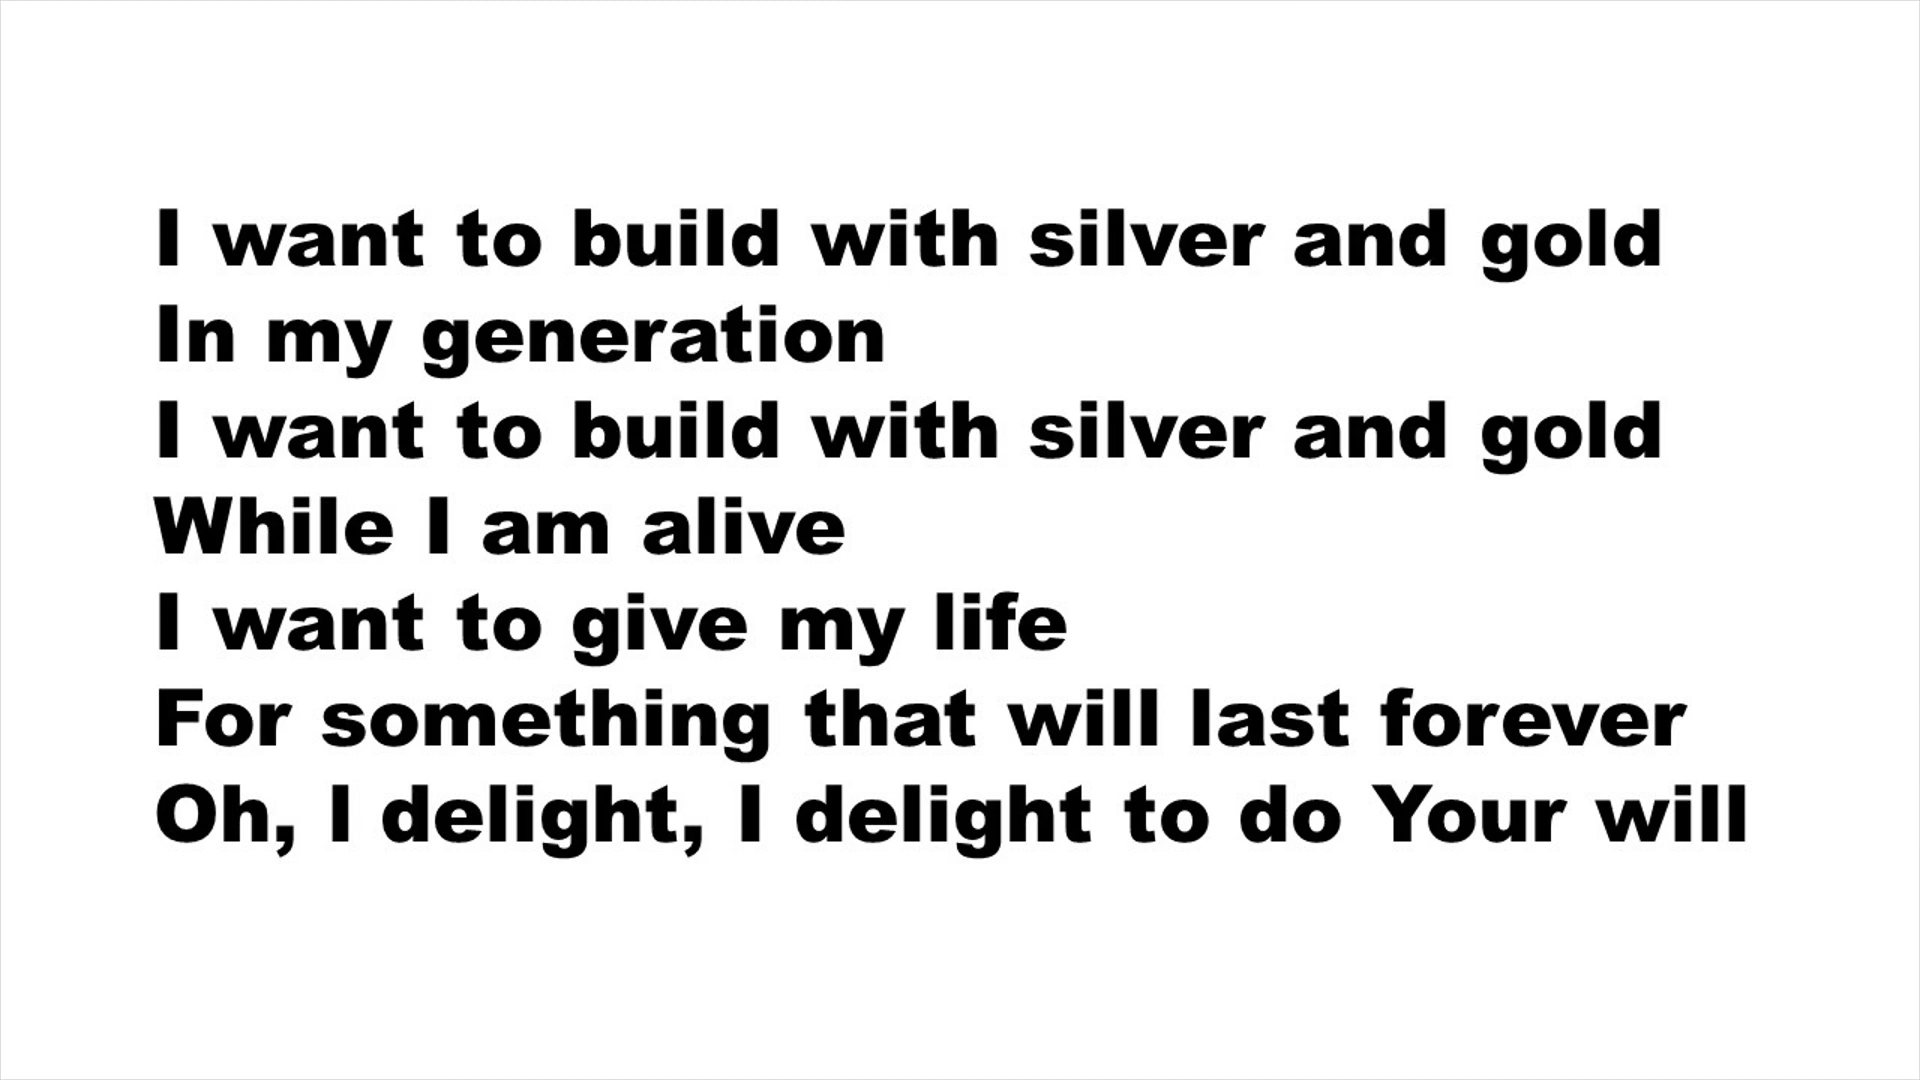 I want to build with silver and gold
In my generation
I want to build with silver and gold
While I am alive
I want to give my life
For something that will last forever
Oh, I delight, I delight to do Your will